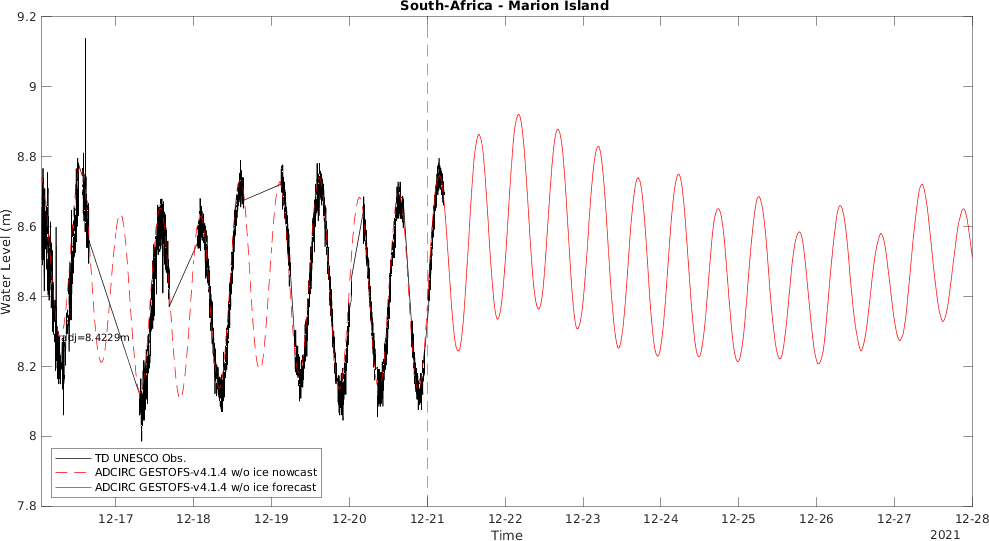 South-Africa - Marion Island
9.2
9
8.8
8.6
8.4
8.2
8
7.8
Water Level (m)
adj=8.4229m
TD UNESCO Obs.
ADCIRC GESTOFS-v4.1.4 w/o ice nowcast
ADCIRC GESTOFS-v4.1.4 w/o ice forecast
12-17 12-18 12-19 12-20 12-21 12-22 12-23 12-24 12-25 12-26 12-27 12-28
Time
2021